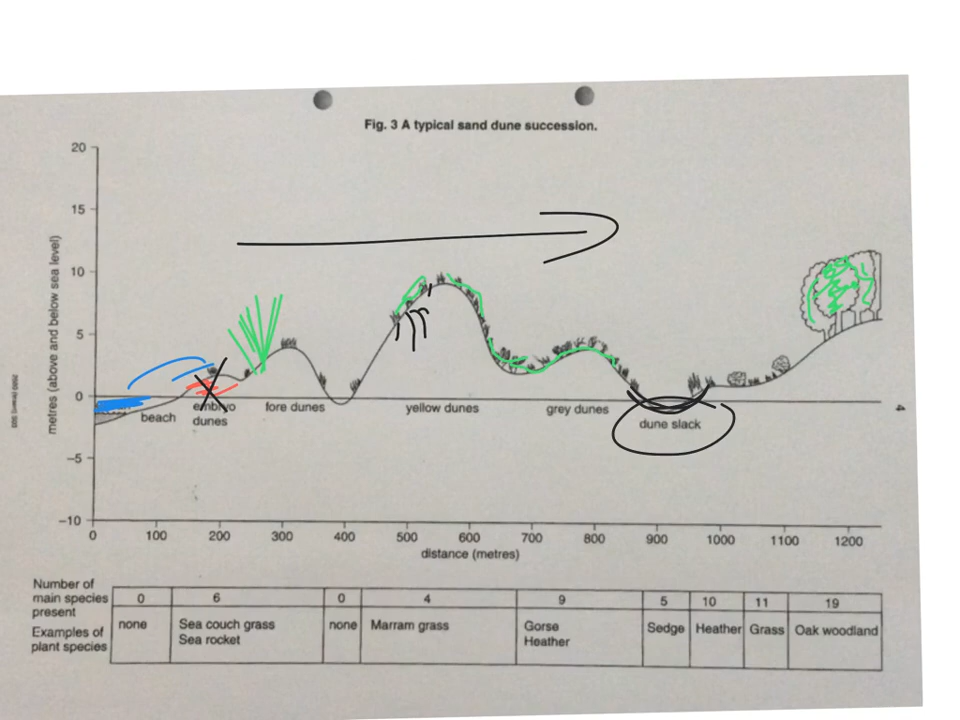 Fig. 3 A typical sand dune succession.
metres (above and below sea level)
20
15
10
5
0
−5
−10
beach
embryo dunes
fore dunes
yellow dunes
grey dunes
dune slack
4
0 100 200 300 400 500 600 700 800 900 1000 1100 1200
distance (metres)
Number of main species present
0 6 0 4 9 5 10 11 19
Examples of plant species
none
Sea couch grass
Sea rocket
none
Marram grass
Gorse
Heather
Sedge
Heather
Grass
Oak woodland